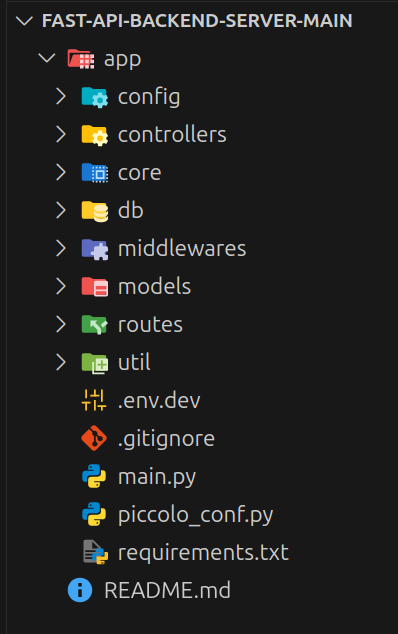 FAST-API-BACKEND-SERVER-MAIN
app
config
controllers
core
db
middlewares
models
routes
util
.env.dev
.gitignore
main.py
piccolo_conf.py
requirements.txt
README.md